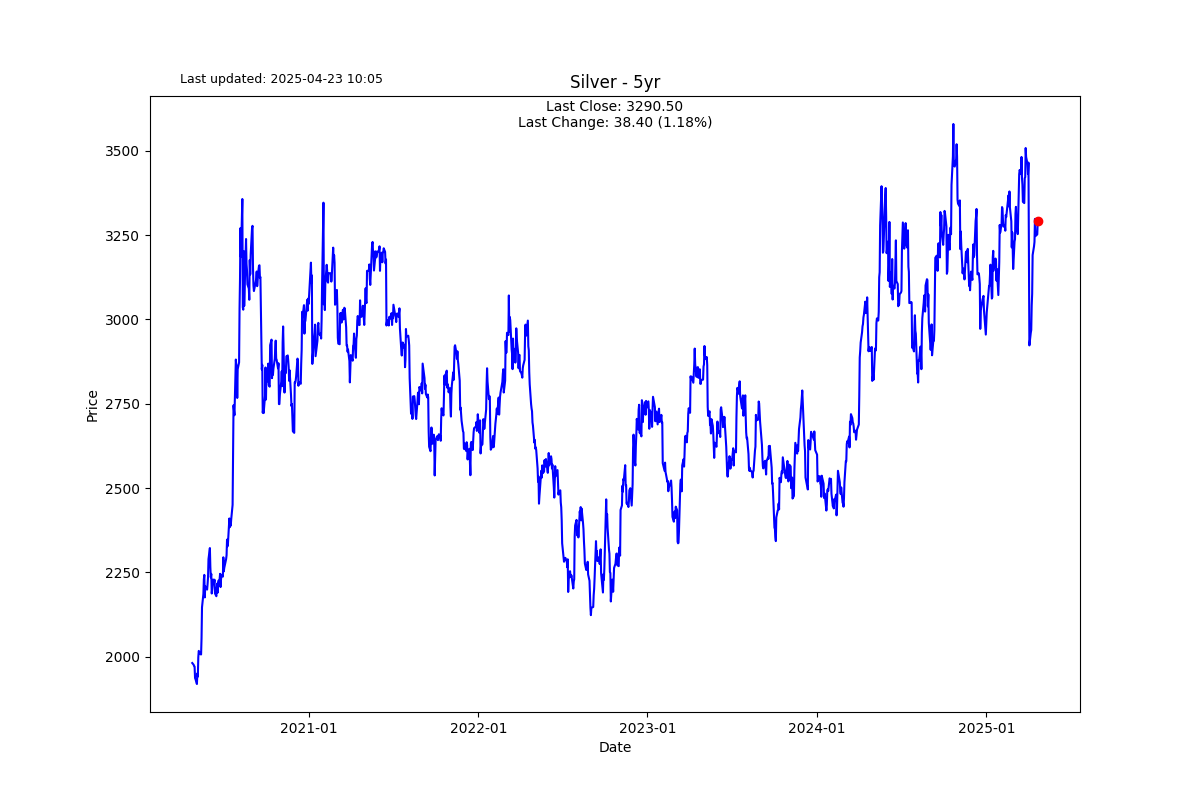 Last updated: 2025-04-23 10:05
Silver - 5yr
Last Close: 3290.50
Last Change: 38.40 (1.18%)
3500
3250
3000
2750
2500
2250
2000
Price
2021-01
2022-01
2023-01
2024-01
2025-01
Date